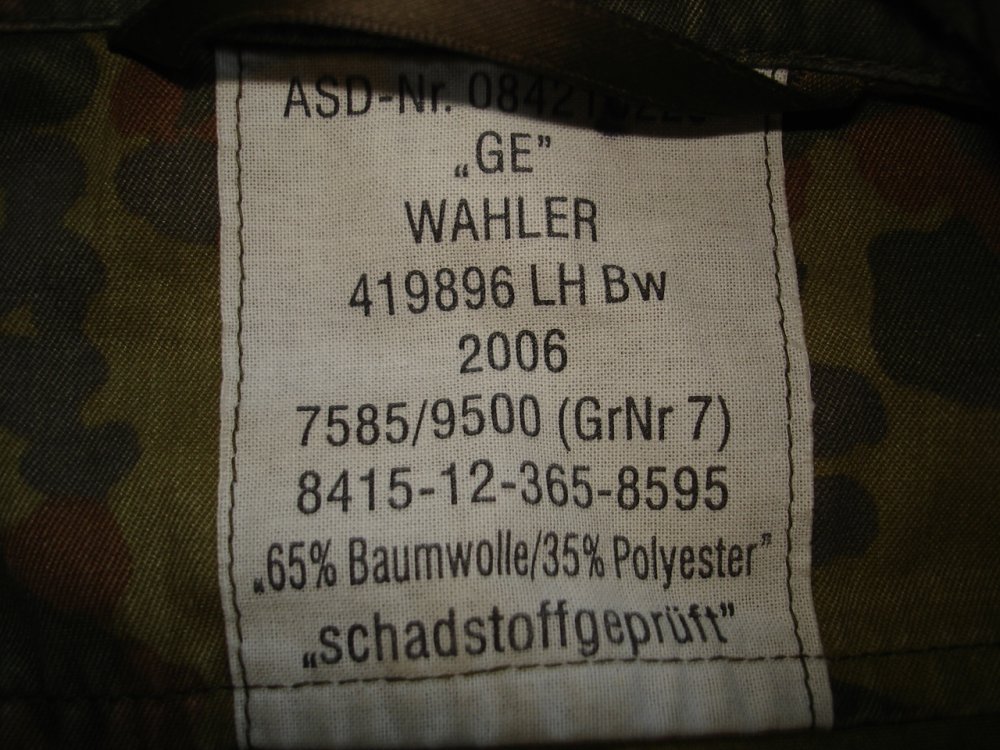 ASD-Nr.
„GE”
WAHLER
419896 LH Bw
2006
7585/9500 (GrNr 7)
8415-12-365-8595
„65% Baumwolle/35% Polyester”
„schadstoffgeprüft”